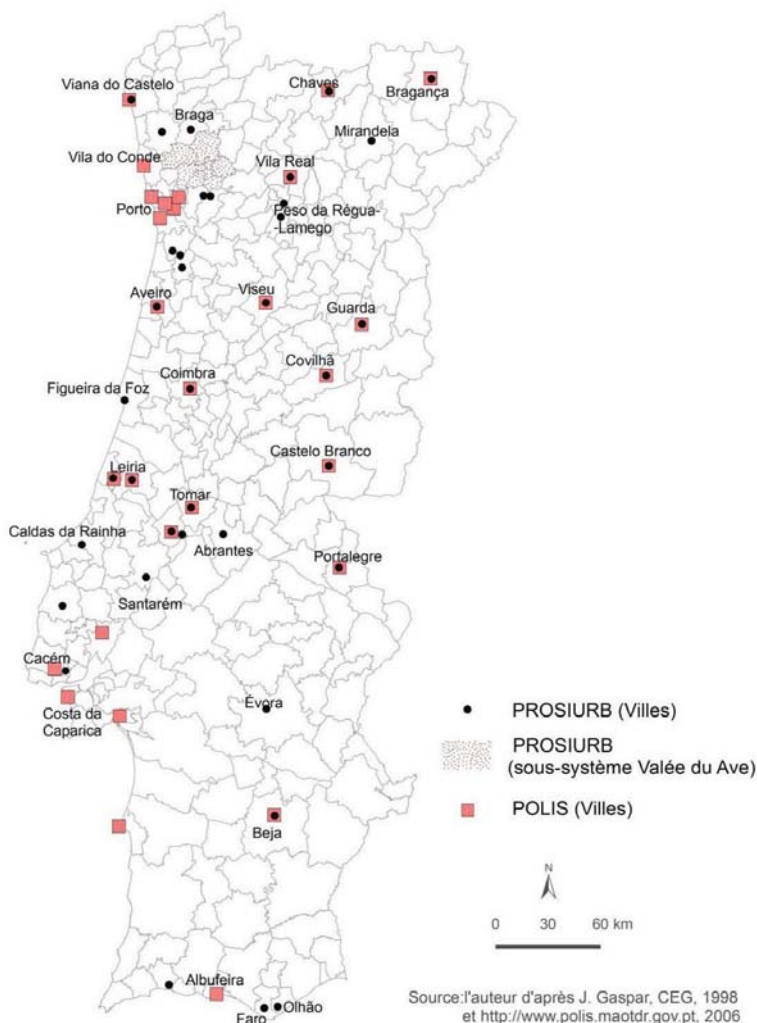 Viana do Castelo
Chaves
Bragança
Braga
Mirandela
Vila do Conde
Vila Real
Porto
Peso da Régua-
-Lamego
Aveiro
Viseu
Guarda
Covilhã
Coimbra
Figueira da Foz
Castelo Branco
Leiria
Tomar
Caldas da Rainha
Abrantes
Portalegre
Santarém
Cacém
Évora
Costa da
Caparica
PROSIURB (Villes)
PROSIURB
(sous-système Valée du Ave)
POLIS (Villes)
Beja
N
0 30 60 km
Albufeira
Olhão
Faro
Source:l'auteur d'après J. Gaspar, CEG, 1998
et http://www.polis.maotdr.gov.pt, 2006